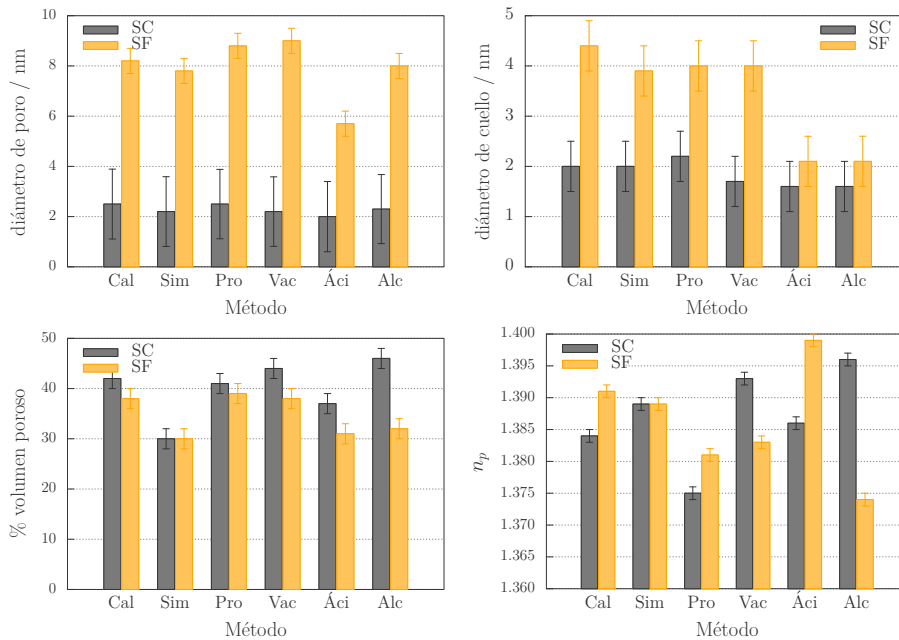 diámetro de poro / nm
10
8
6
4
2
0
SC
SF
Cal Sim Pro Vac Áci Alc
Método
diámetro de cuello / nm
5
4
3
2
1
0
SC
SF
Cal Sim Pro Vac Áci Alc
Método
% volumen poroso
50
40
30
20
10
0
SC
SF
Cal Sim Pro Vac Áci Alc
Método
n_p
1.400
1.395
1.390
1.385
1.380
1.375
1.370
1.365
1.360
SC
SF
Cal Sim Pro Vac Áci Alc
Método